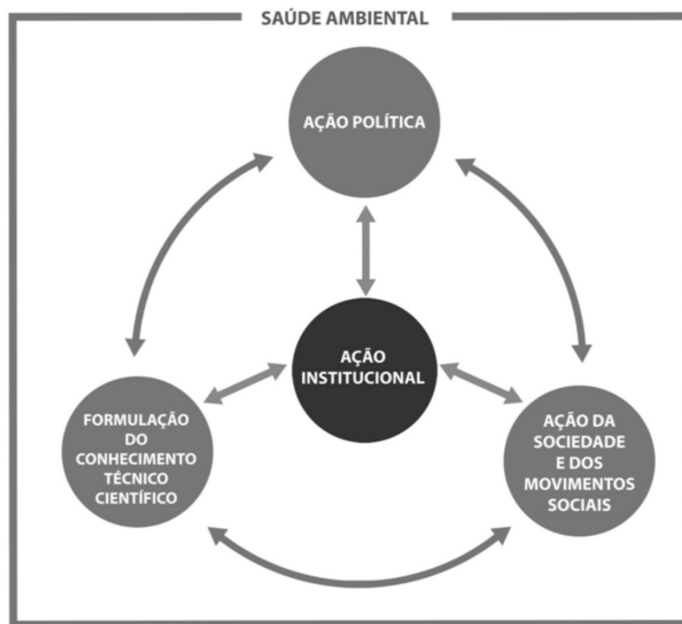 SAÚDE AMBIENTAL
AÇÃO POLÍTICA
AÇÃO
INSTITUCIONAL
FORMULAÇÃO
DO
CONHECIMENTO
TÉCNICO
CIENTÍFICO
AÇÃO DA
SOCIEDADE
E DOS
MOVIMENTOS
SOCIAIS